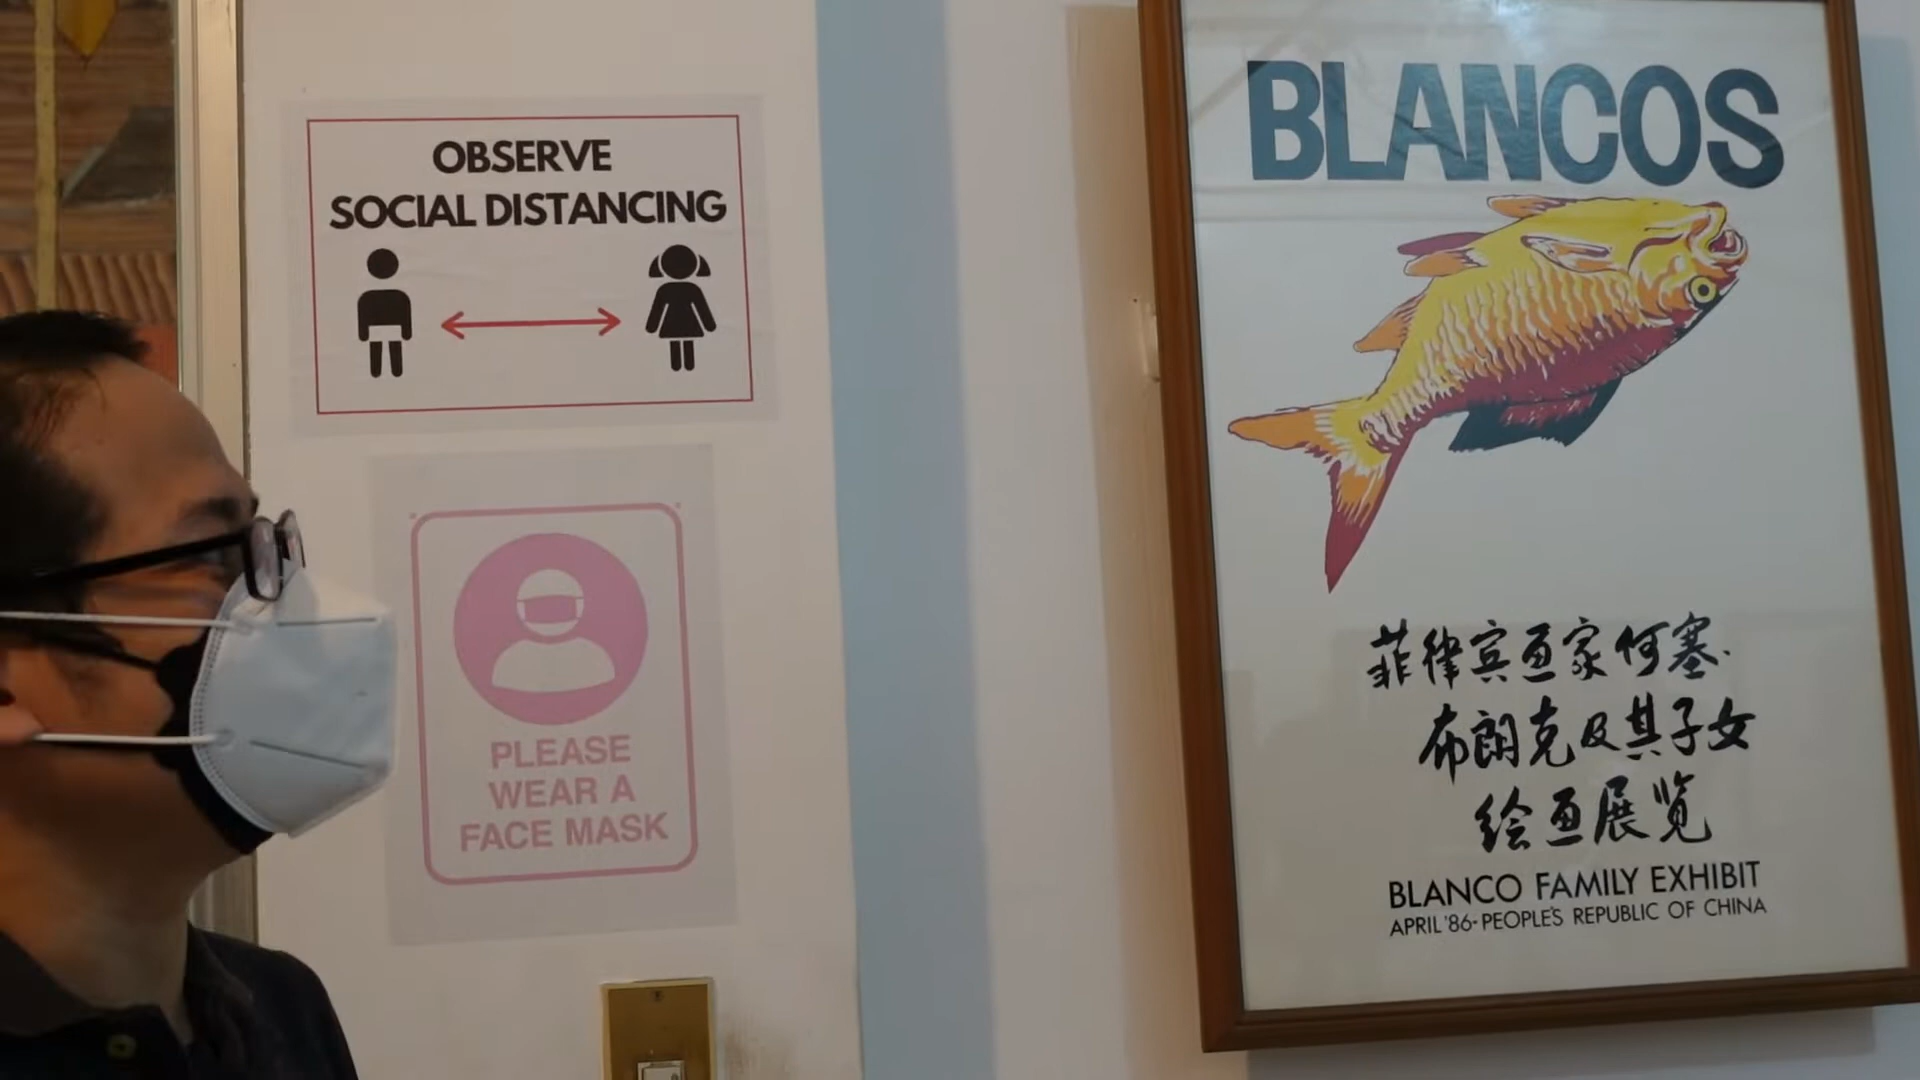 OBSERVE
SOCIAL DISTANCING
PLEASE
WEAR A
FACE MASK
BLANCOS
菲律宾画家何塞·
布朗克及其子女
绘画展览
BLANCO FAMILY EXHIBIT
APRIL '86-PEOPLE'S REPUBLIC OF CHINA